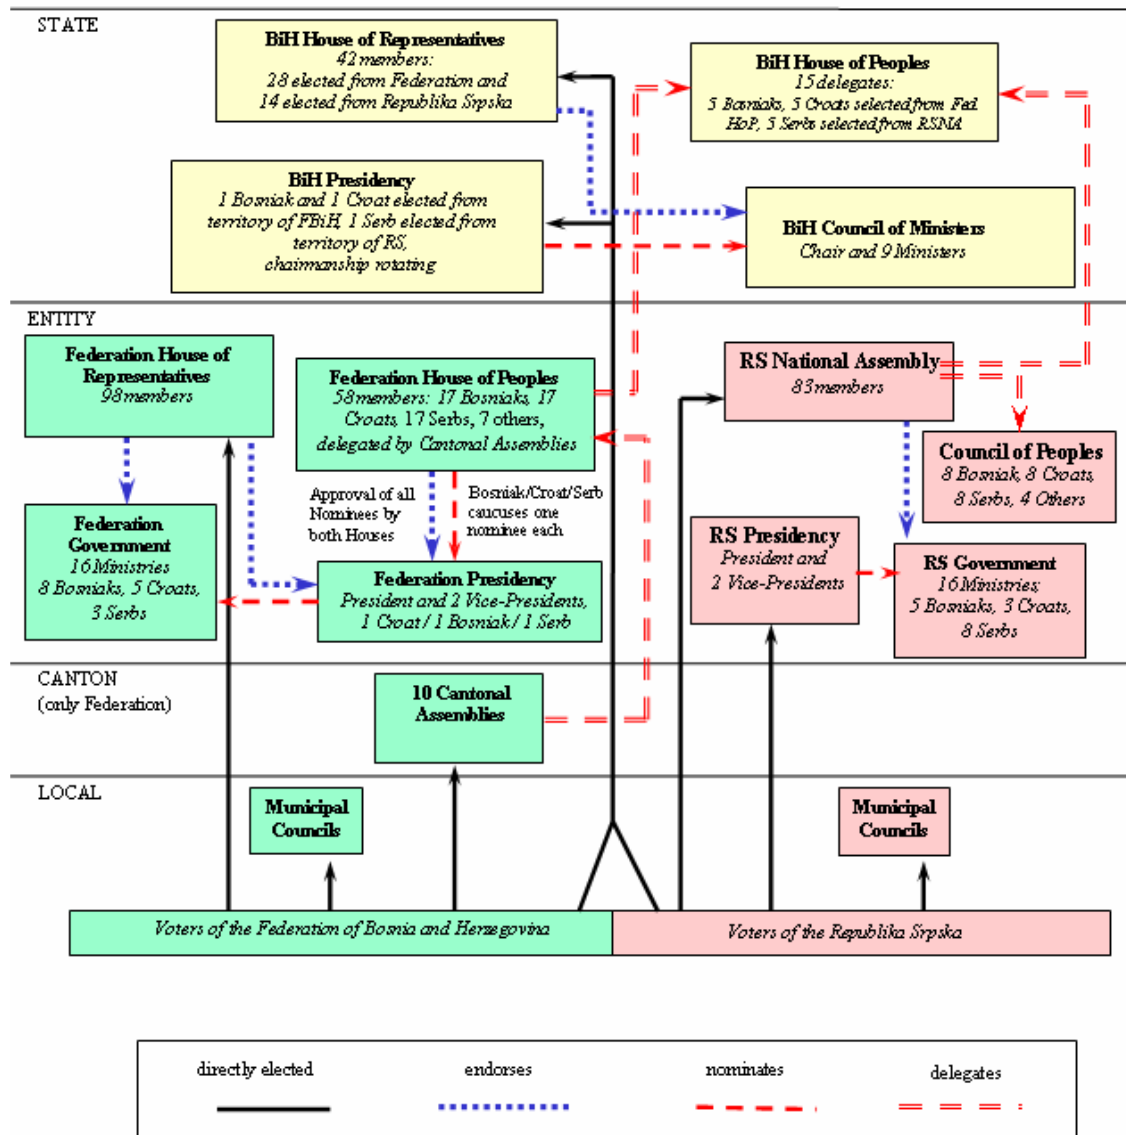 STATE
BiH House of Representatives
42 members:
28 elected from Federation and
14 elected from Republika Srpska
BiH House of Peoples
15 delegates:
5 Bosniaks, 5 Croats selected from Fed
HoP, 5 Serbs selected from RSNA
BiH Presidency
1 Bosniak and 1 Croat elected from
territory of FBiH, 1 Serb elected from
territory of RS,
chairmanship rotating
BiH Council of Ministers
Chair and 9 Ministers
ENTITY
Federation House of
Representatives
98 members
Federation House of Peoples
58 members: 17 Bosniaks, 17
Croats, 17 Serbs, 7 others,
delegated by Cantonal Assemblies
RS National Assembly
83 members
Council of Peoples
8 Bosniak, 8 Croats,
8 Serbs, 4 Others
Approval of all
Nominees by
both Houses
Bosniak/Croat/Serb
caucuses one
nominee each
Federation
Government
16 Ministries
8 Bosniaks, 5 Croats,
3 Serbs
Federation Presidency
President and 2 Vice-Presidents,
1 Croat / 1 Bosniak / 1 Serb
RS Presidency
President and
2 Vice-Presidents
RS Government
16 Ministries;
5 Bosniaks, 3 Croats,
8 Serbs
CANTON
(only Federation)
10 Cantonal
Assemblies
LOCAL
Municipal
Councils
Municipal
Councils
Voters of the Federation of Bosnia and Herzegovina
Voters of the Republika Srpska
directly elected
endorses
nominates
delegates